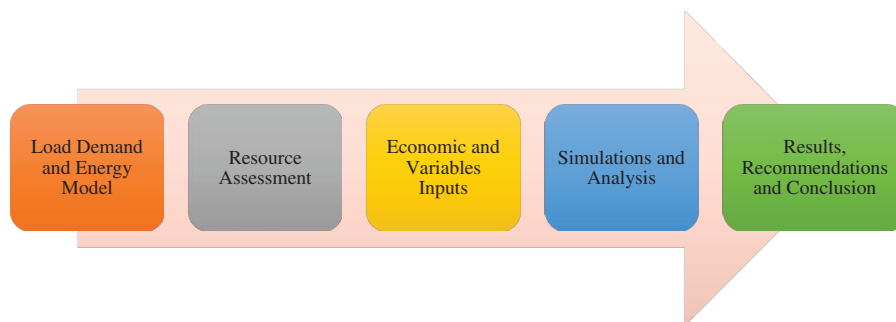 Load Demand
and Energy
Model
Resource
Assessment
Economic and
Variables
Inputs
Simulations and
Analysis
Results,
Recommendations
and Conclusion